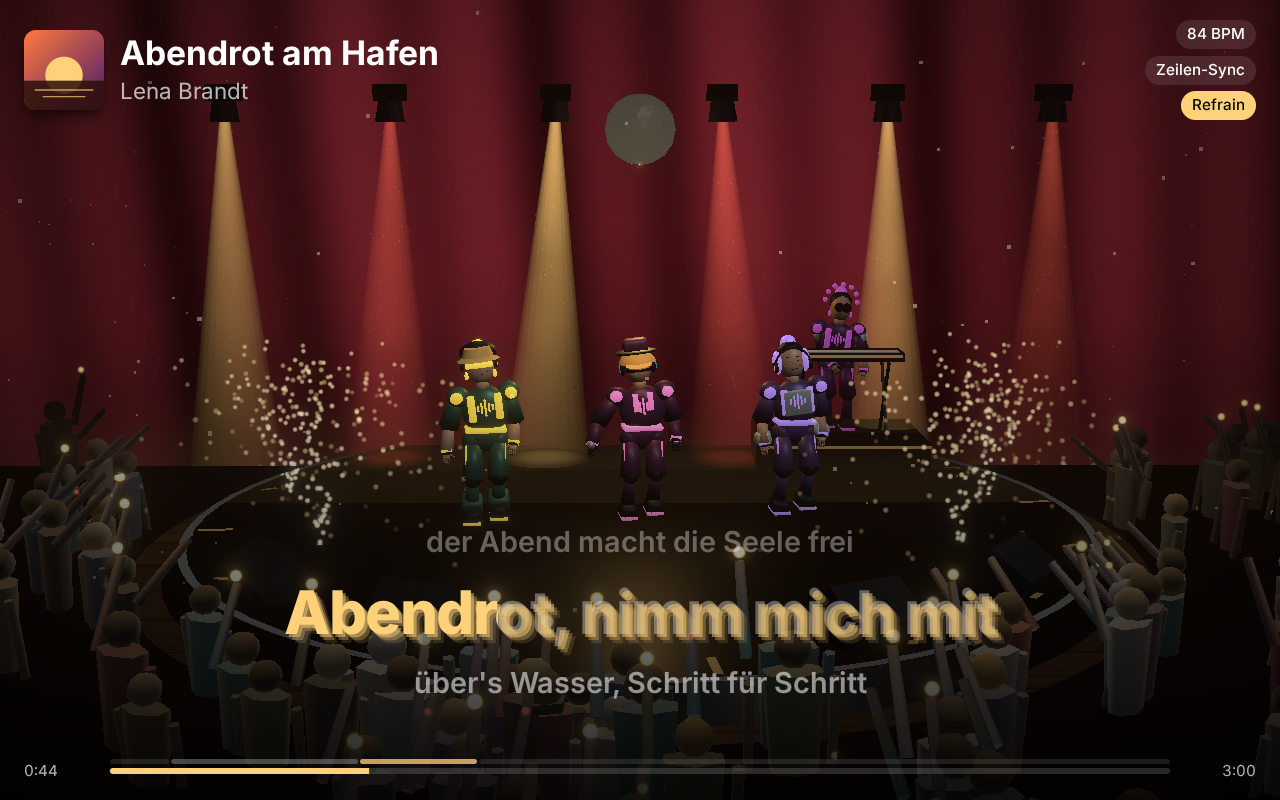 Abendrot am Hafen
Lena Brandt
84 BPM
Zeilen-Sync
Refrain
der Abend macht die Seele frei
Abendrot, nimm mich mit
über's Wasser, Schritt für Schritt
0:44
3:00